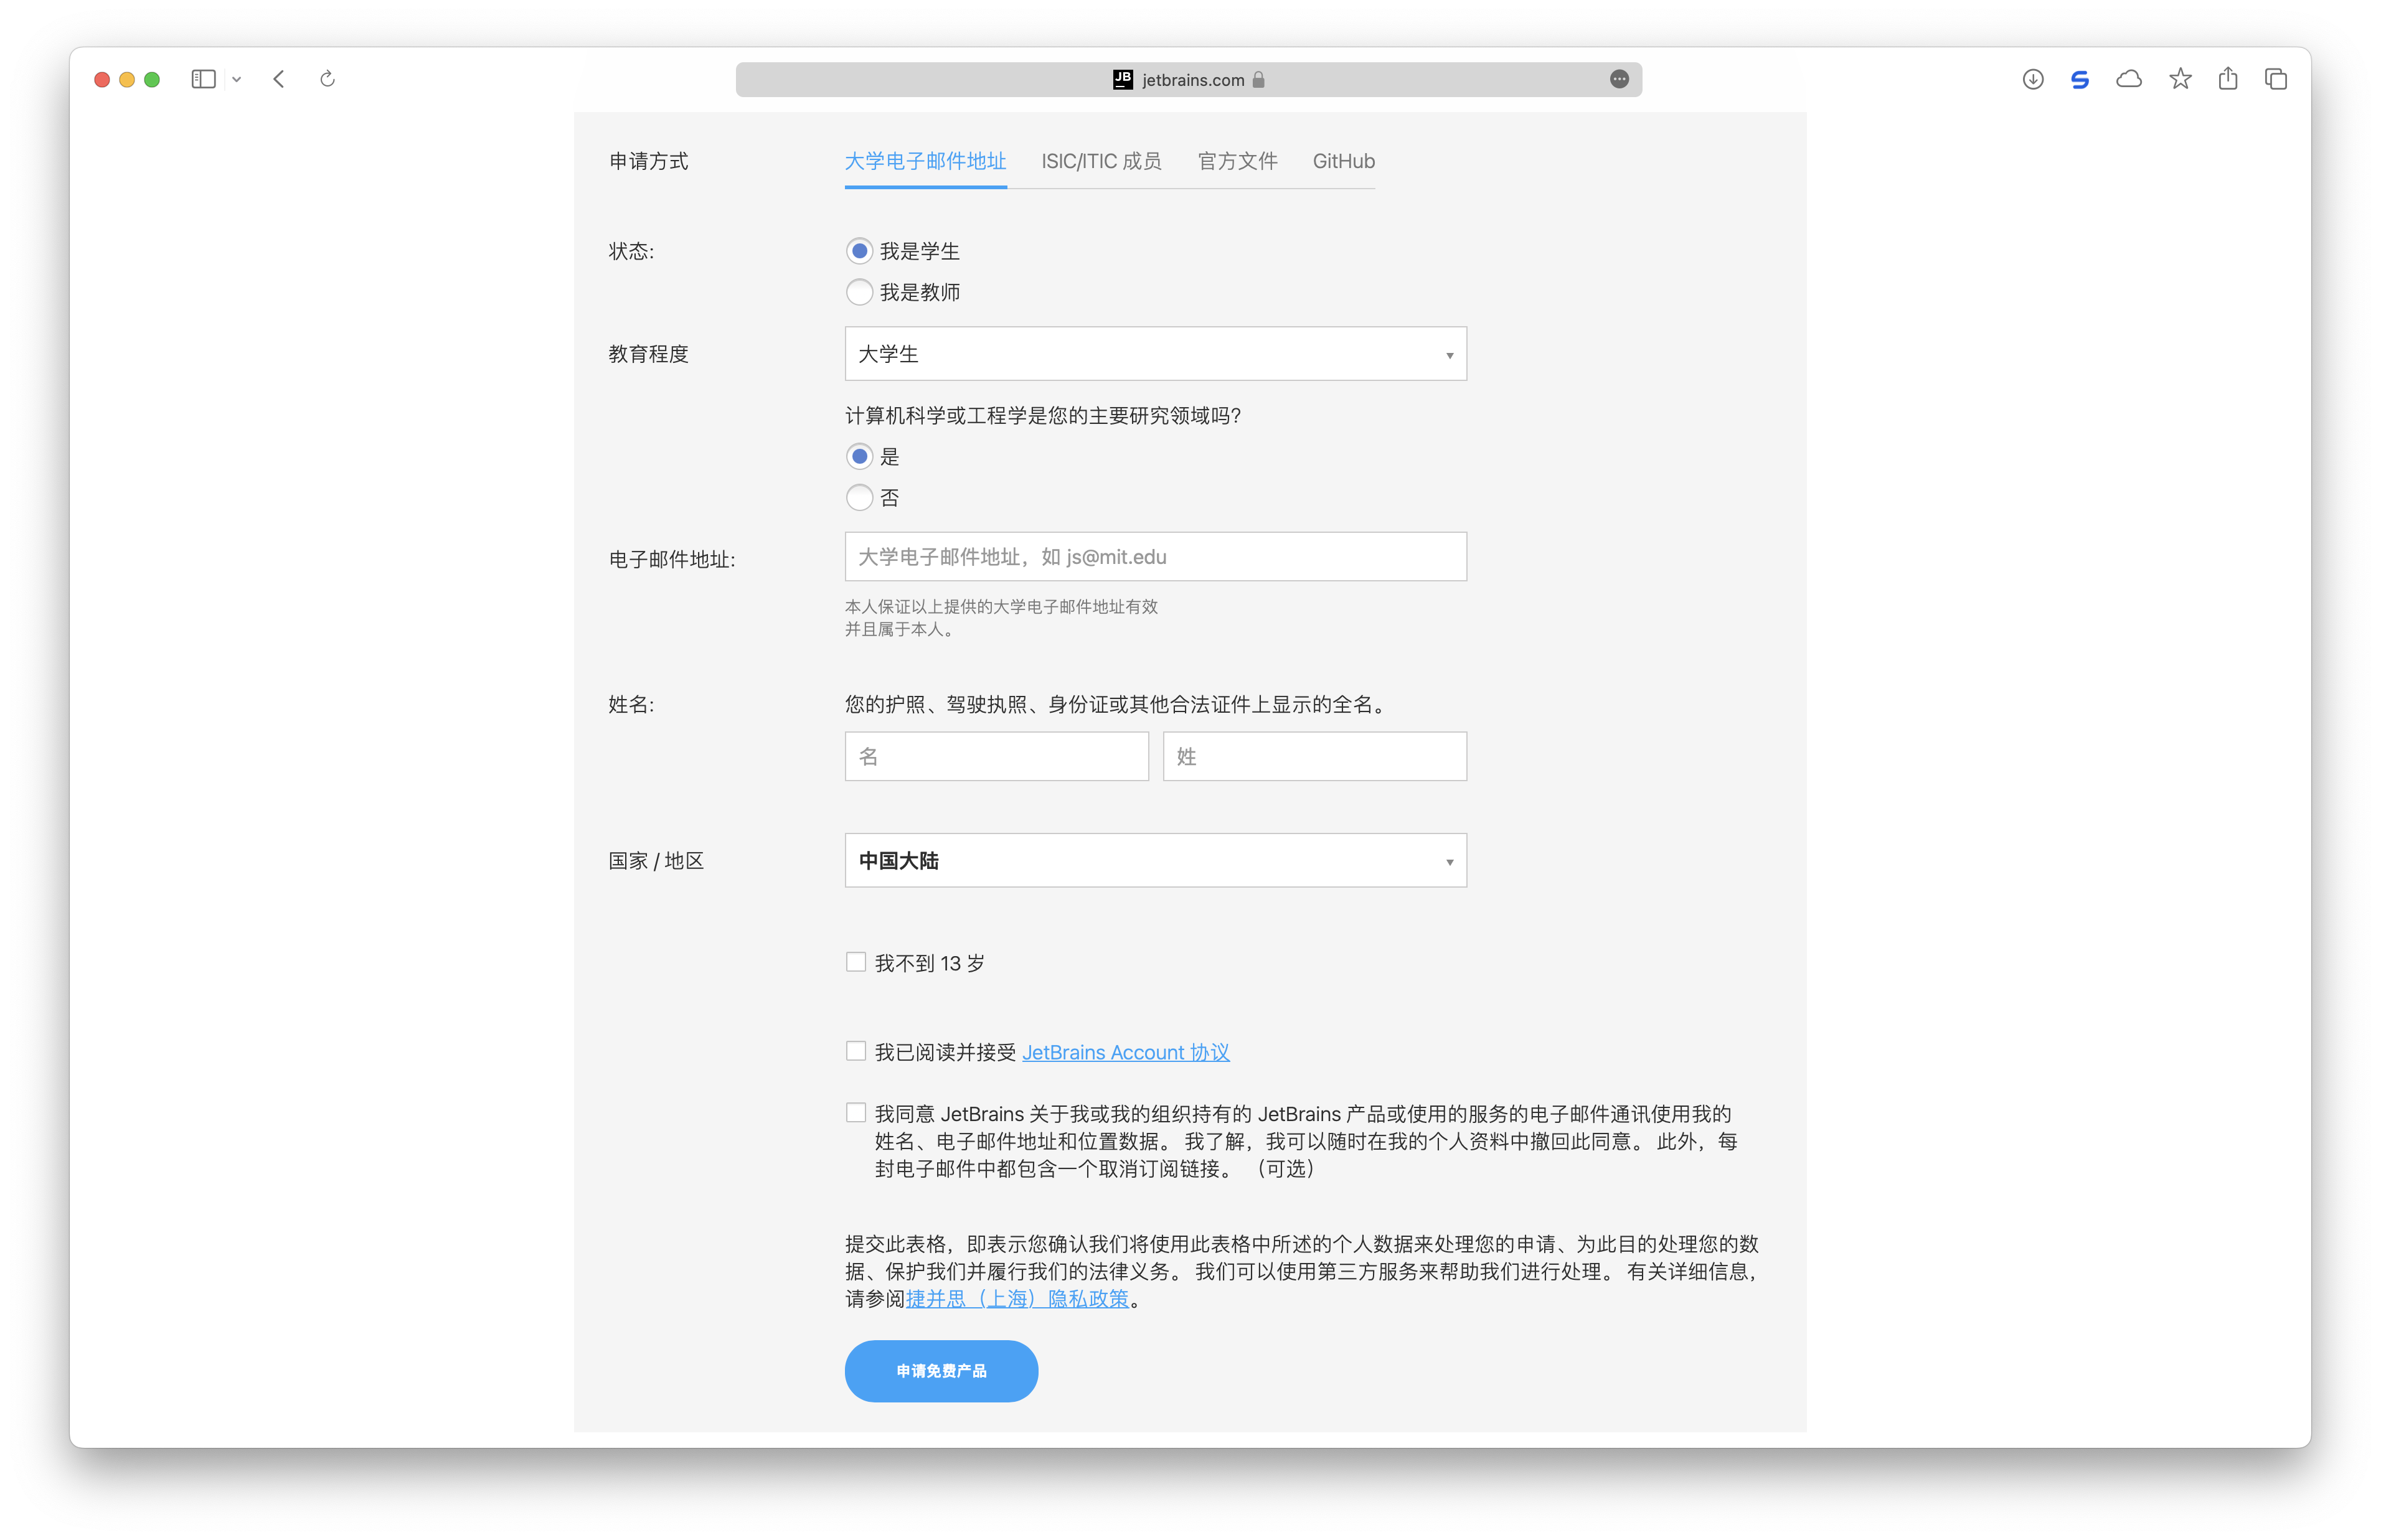 JB jetbrains.com
申请方式
大学电子邮件地址 ISIC/ITIC 成员 官方文件 GitHub
状态:
我是学生
我是教师
教育程度
大学生
计算机科学或工程学是您的主要研究领域吗?
是
否
电子邮件地址:
大学电子邮件地址，如 js@mit.edu
本人保证以上提供的大学电子邮件地址有效
并且属于本人。
姓名:
您的护照、驾驶执照、身份证或其他合法证件上显示的全名。
名 姓
国家 / 地区
中国大陆
我不到 13 岁
我已阅读并接受 JetBrains Account 协议
我同意 JetBrains 关于我或我的组织持有的 JetBrains 产品或使用的服务的电子邮件通讯使用我的
姓名、电子邮件地址和位置数据。 我了解，我可以随时在我的个人资料中撤回此同意。 此外，每
封电子邮件中都包含一个取消订阅链接。 （可选）
提交此表格，即表示您确认我们将使用此表格中所述的个人数据来处理您的申请、为此目的处理您的数
据、保护我们并履行我们的法律义务。 我们可以使用第三方服务来帮助我们进行处理。 有关详细信息，
请参阅捷并思（上海）隐私政策。
申请免费产品